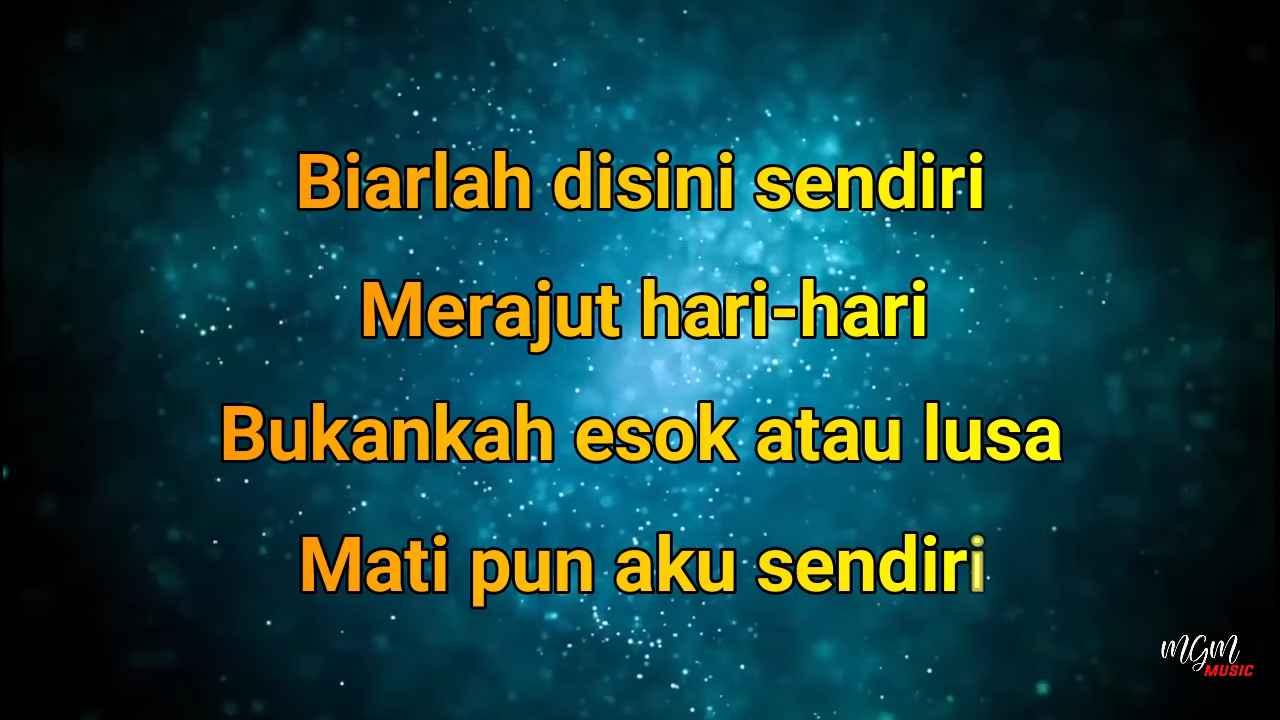 Biarlah disini sendiri
Merajut hari-hari
Bukankah esok atau lusa
Mati pun aku sendiri
MGM
MUSIC